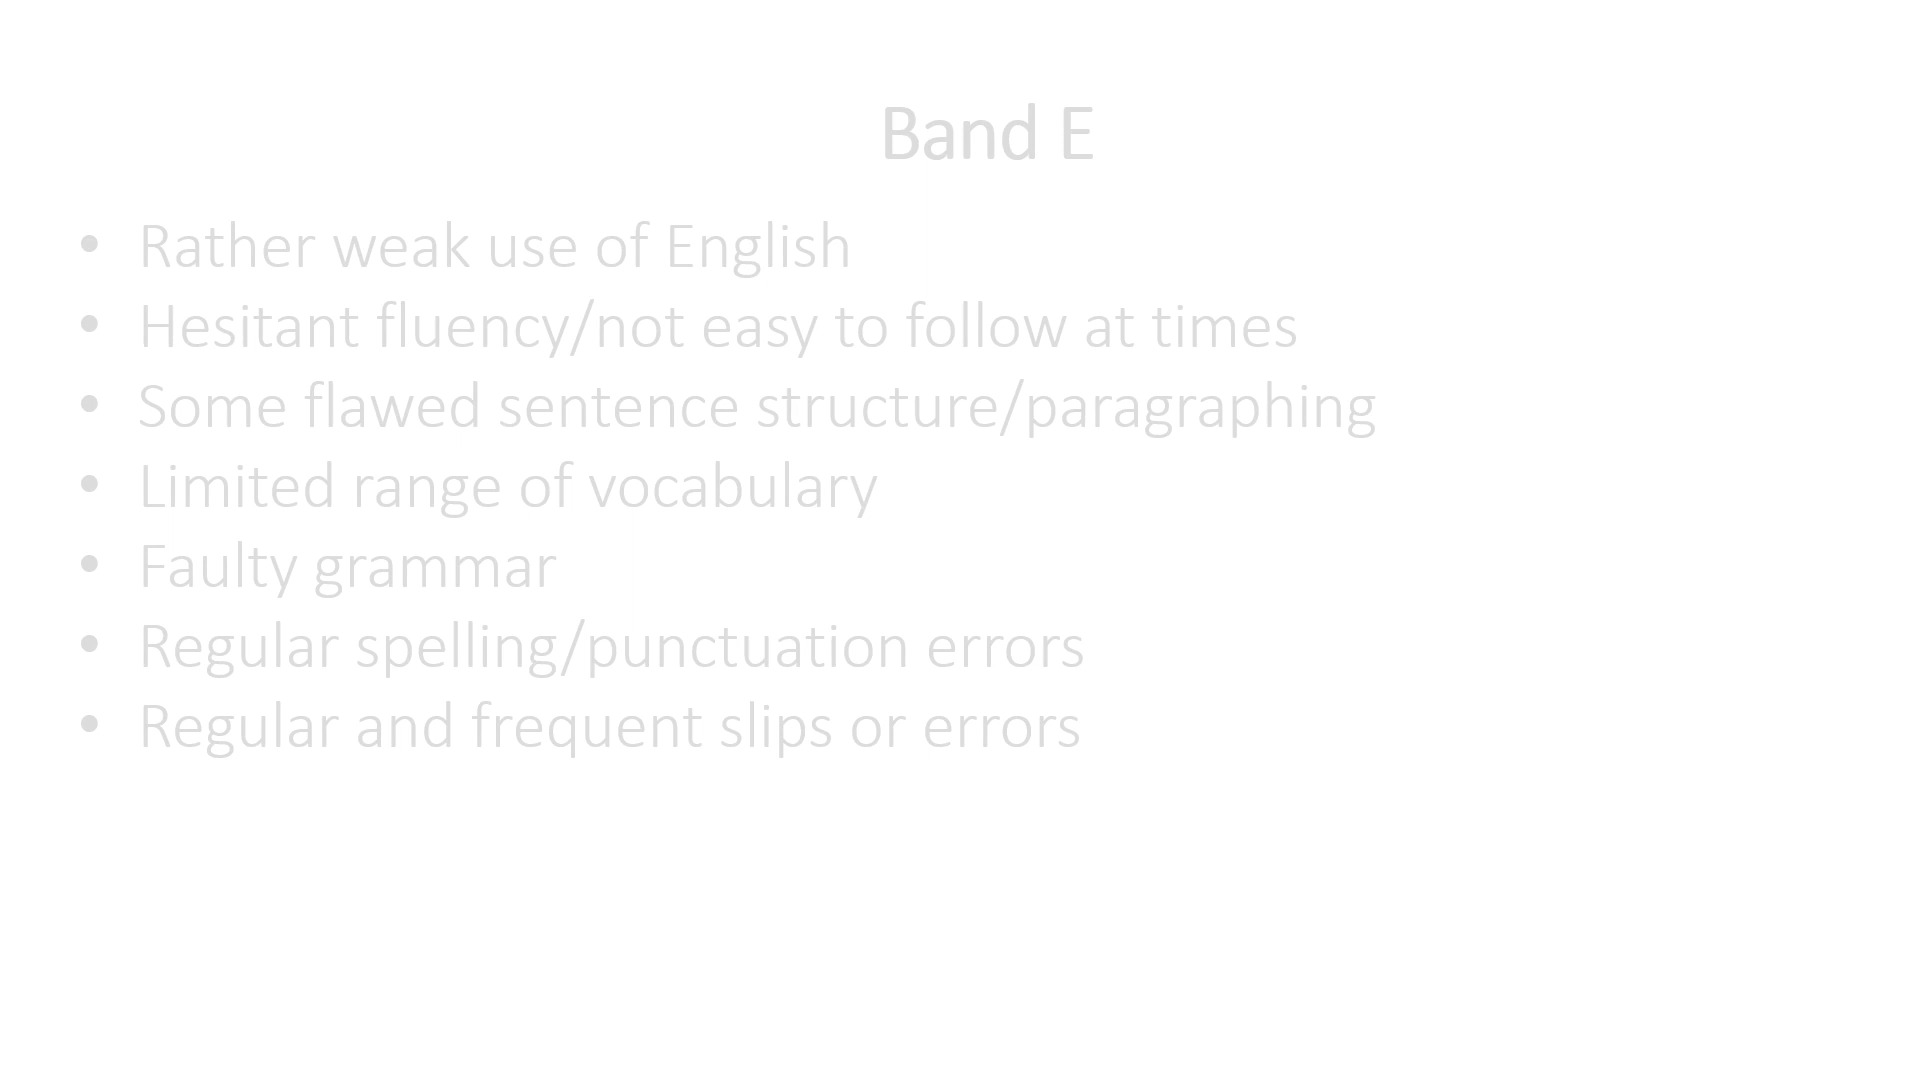 Band E
• Rather weak use of English
• Hesitant fluency/not easy to follow at times
• Some flawed sentence structure/paragraphing
• Limited range of vocabulary
• Faulty grammar
• Regular spelling/punctuation errors
• Regular and frequent slips or errors